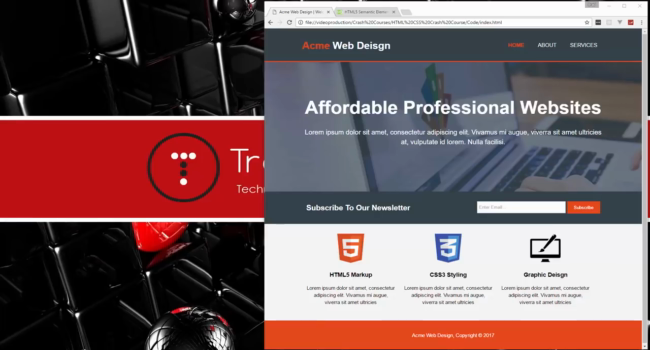 Acme Web Design | W
HTML5 Semantic Elem
file:///videoproduction/Crash%20Courses/HTML%20CSS%20Crash%20Course/Code/index.html
Acme Web Deisgn
HOME
ABOUT
SERVICES
Affordable Professional Websites
Lorem ipsum dolor sit amet, consectetur adipiscing elit. Vivamus mi augue, viverra sit amet ultricies
at, vulputate id lorem. Nulla facilisi.
Tr
Tech
Subscribe To Our Newsletter
Enter Email
Subscribe
5
3
HTML5 Markup
CSS3 Styling
Graphic Deisgn
Lorem ipsum dolor sit amet, consectetur
adipiscing elit. Vivamus mi augue,
viverra sit amet
Lorem ipsum dolor sit amet, consectetur
adipiscing elit. Vivamus mi augue,
viverra sit amet
Lorem ipsum dolor sit amet, consectetur
adipiscing elit. Vivamus mi augue,
viverra sit amet
Acme Web Deisgn, Copyright © 2017